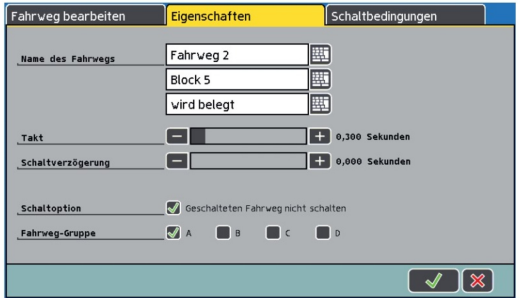 Fahrweg bearbeiten Eigenschaften Schaltbedingungen
Name des Fahrwegs Fahrweg 2
Block 5
wird belegt
Takt 0,300 Sekunden
Schaltverzögerung 0,000 Sekunden
Schaltoption Geschalteten Fahrweg nicht schalten
Fahrweg-Gruppe A B C D